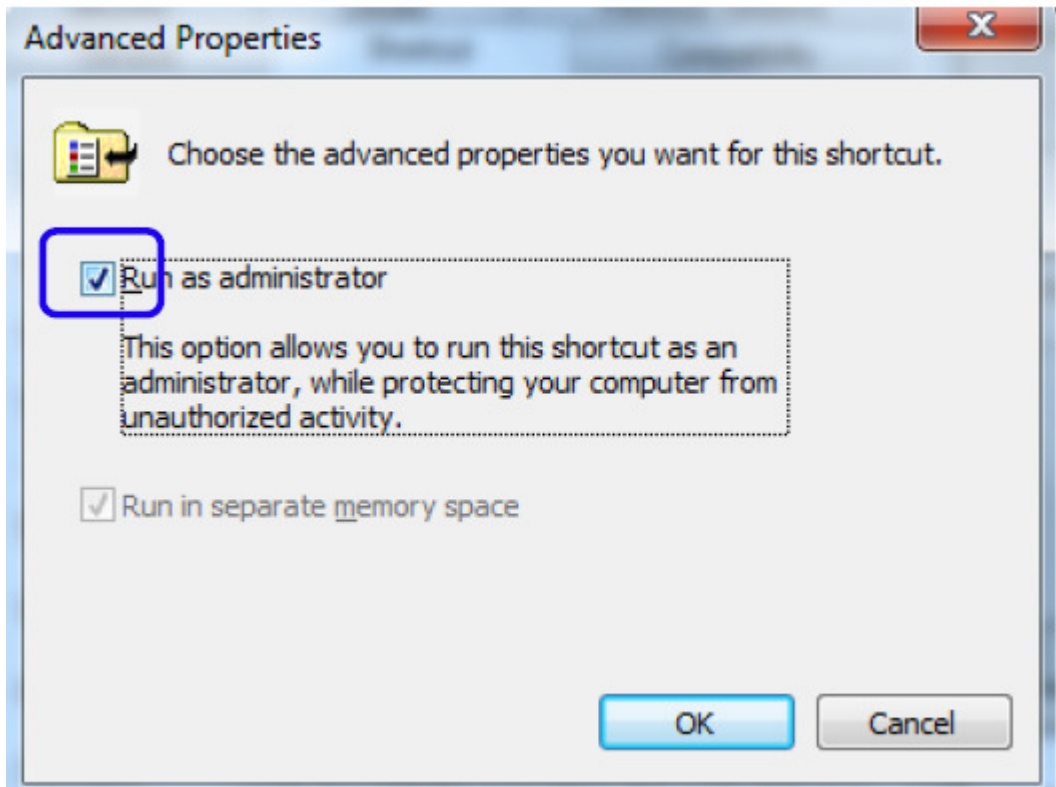 Advanced Properties
Choose the advanced properties you want for this shortcut.
Run as administrator
This option allows you to run this shortcut as an
administrator, while protecting your computer from
unauthorized activity.
Run in separate memory space
OK
Cancel